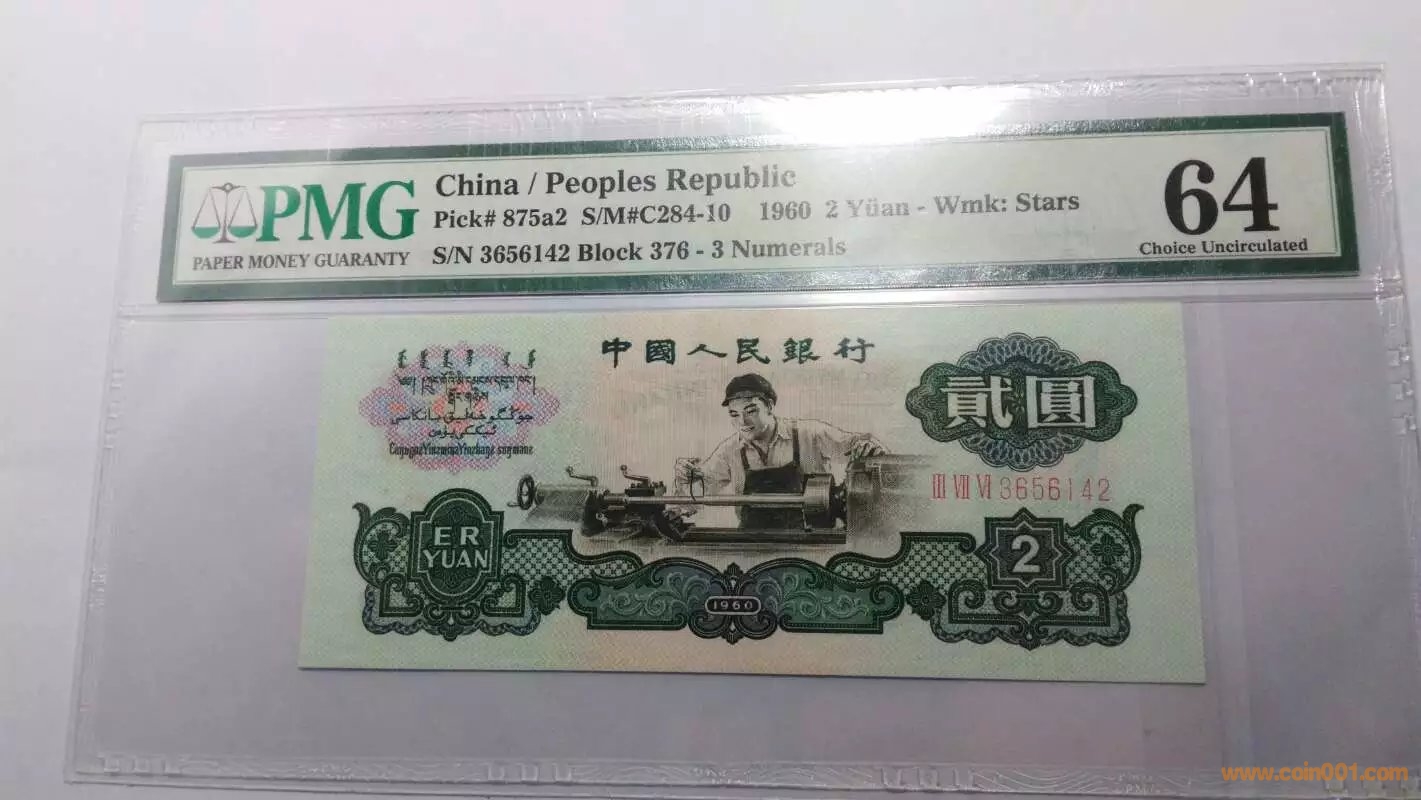 PMG
PAPER MONEY GUARANTY
China / Peoples Republic
Pick# 875a2 S/M#C284-10 1960 2 Yüan - Wmk: Stars
S/N 3656142 Block 376 - 3 Numerals
64
Choice Uncirculated
中國人民銀行
貳圓
III VII VI 3656142
ER
YUAN
1960
2
www.coin001.com